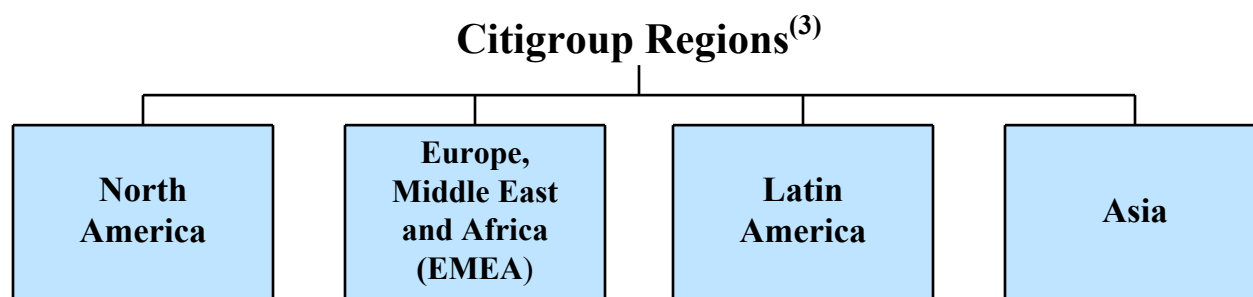 Citigroup Regions(3)
North
America
Europe,
Middle East
and Africa
(EMEA)
Latin
America
Asia